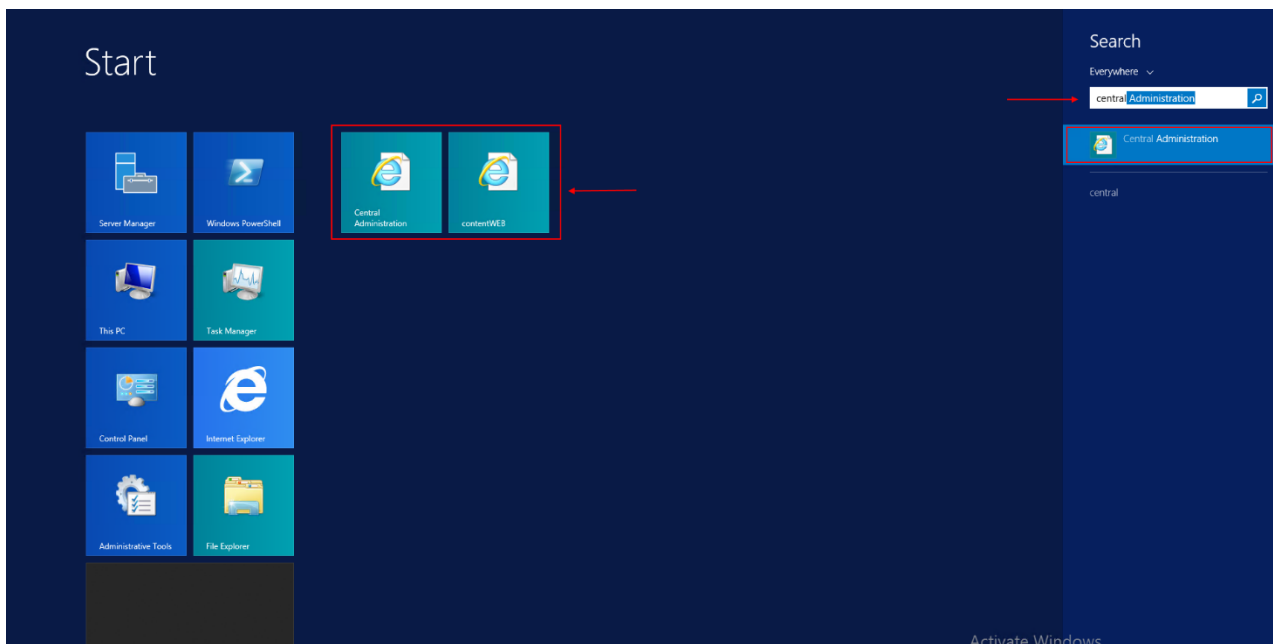 Start
Server Manager
Windows PowerShell
Central
Administration
contentWEB
This PC
Task Manager
Control Panel
Internet Explorer
Administrative Tools
File Explorer
Search
Everywhere
central Administration
Central Administration
central
Activate Windows